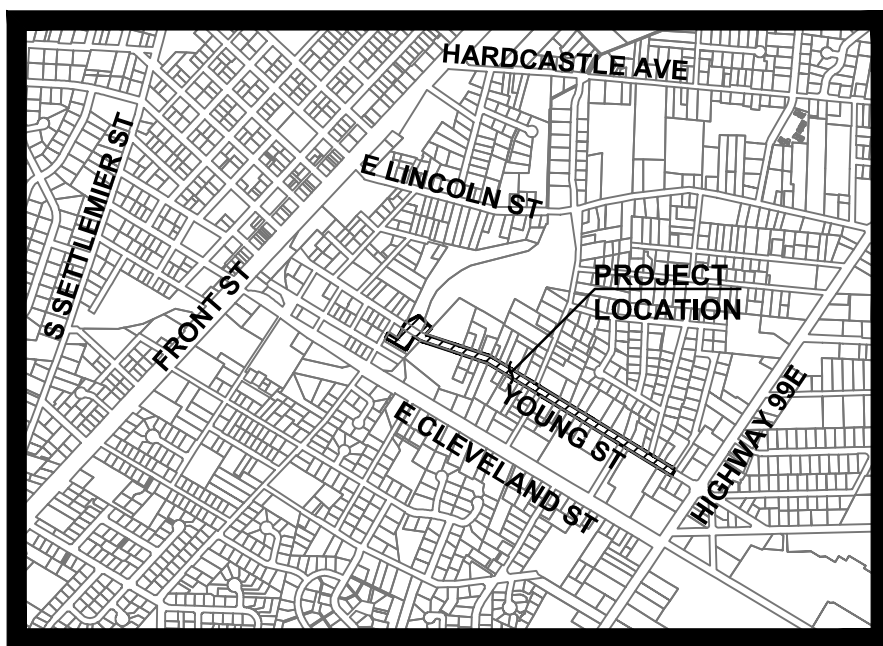 HARDCASTLE AVE
S SETTLEMIER ST
E LINCOLN ST
FRONT ST
PROJECT
LOCATION
YOUNG ST
E CLEVELAND ST
HIGHWAY 99E